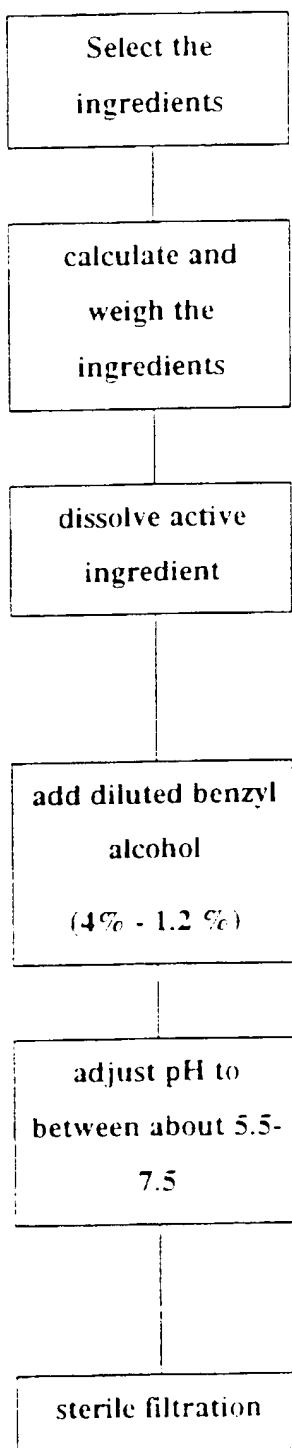 Select the
ingredients
calculate and
weigh the
ingredients
dissolve active
ingredient
add diluted benzyl
alcohol
(4% - 1.2 %)
adjust pH to
between about 5.5-
7.5
sterile filtration